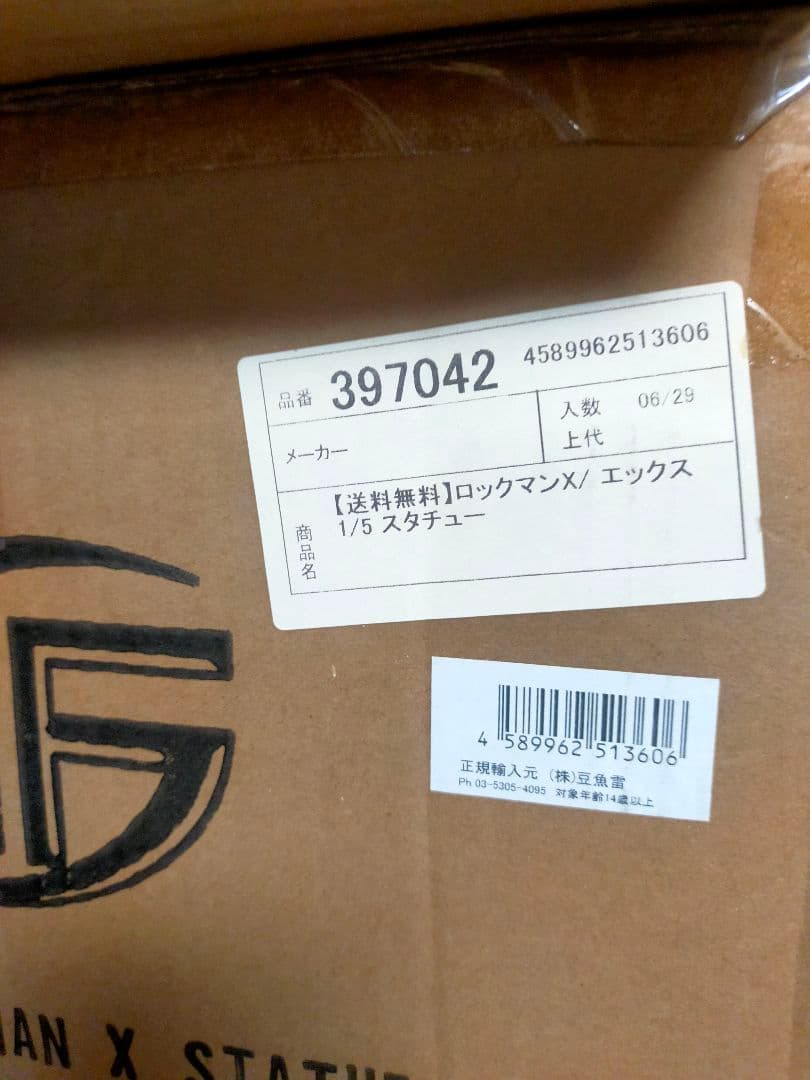 品番 397042 4589962513606
メーカー
入数 06/29
上代
商品名
【送料無料】ロックマンX/ エックス
1/5 スタチュー
4 589962 513606
正規輸入元 (株)豆魚雷
Ph 03-5305-4095 対象年齢14歳以上
X